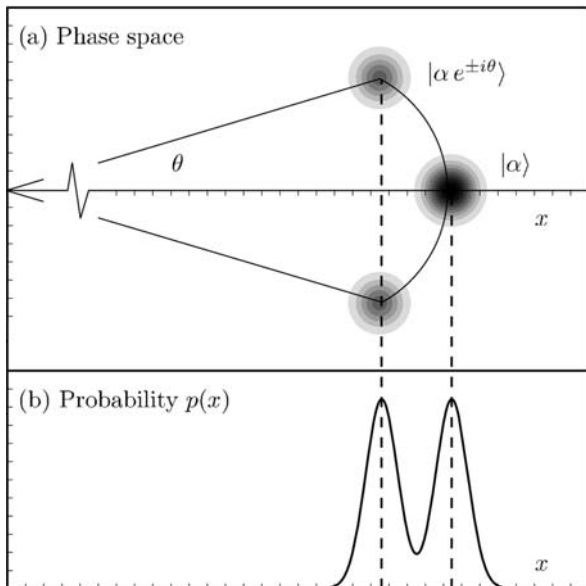 (a) Phase space
|α e^{±iθ}⟩
θ
|α⟩
x
(b) Probability p(x)
x